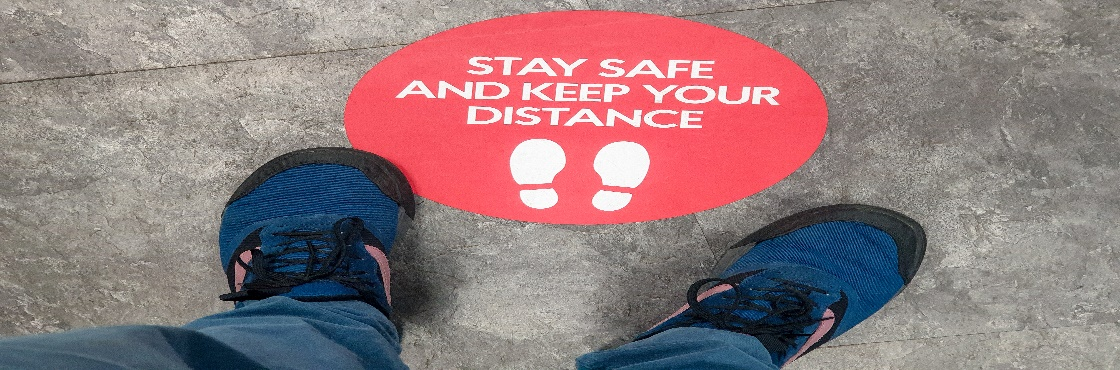 STAY SAFE
AND KEEP YOUR
DISTANCE